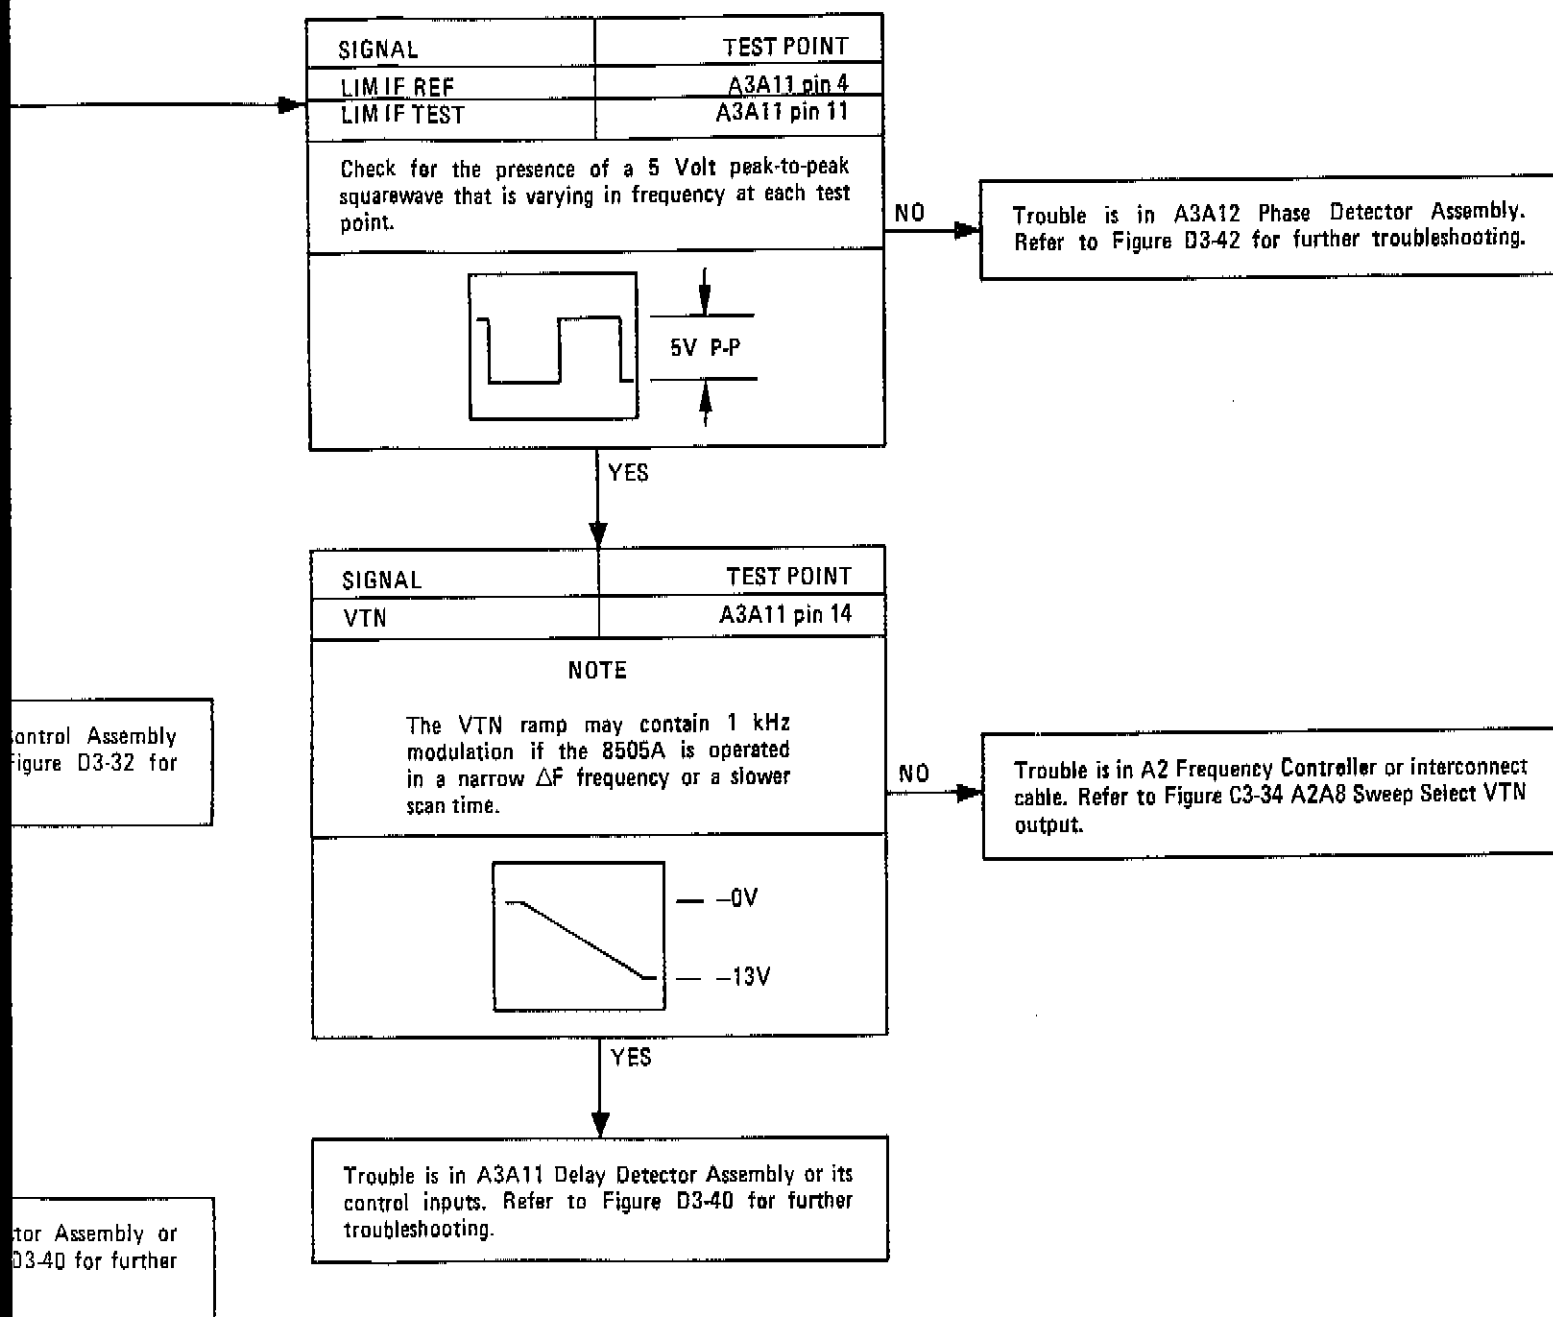 SIGNAL TEST POINT
LIM IF REF A3A11 pin 4
LIM IF TEST A3A11 pin 11
Check for the presence of a 5 Volt peak-to-peak
squarewave that is varying in frequency at each test
point.
5V P-P
NO
Trouble is in A3A12 Phase Detector Assembly.
Refer to Figure D3-42 for further troubleshooting.
YES
SIGNAL TEST POINT
VTN A3A11 pin 14
NOTE
The VTN ramp may contain 1 kHz
modulation if the 8505A is operated
in a narrow ΔF frequency or a slower
scan time.
–0V
–13V
NO
Trouble is in A2 Frequency Controller or interconnect
cable. Refer to Figure C3-34 A2A8 Sweep Select VTN
output.
YES
Trouble is in A3A11 Delay Detector Assembly or its
control inputs. Refer to Figure D3-40 for further
troubleshooting.
ontrol Assembly
igure D3-32 for
tor Assembly or
D3-40 for further